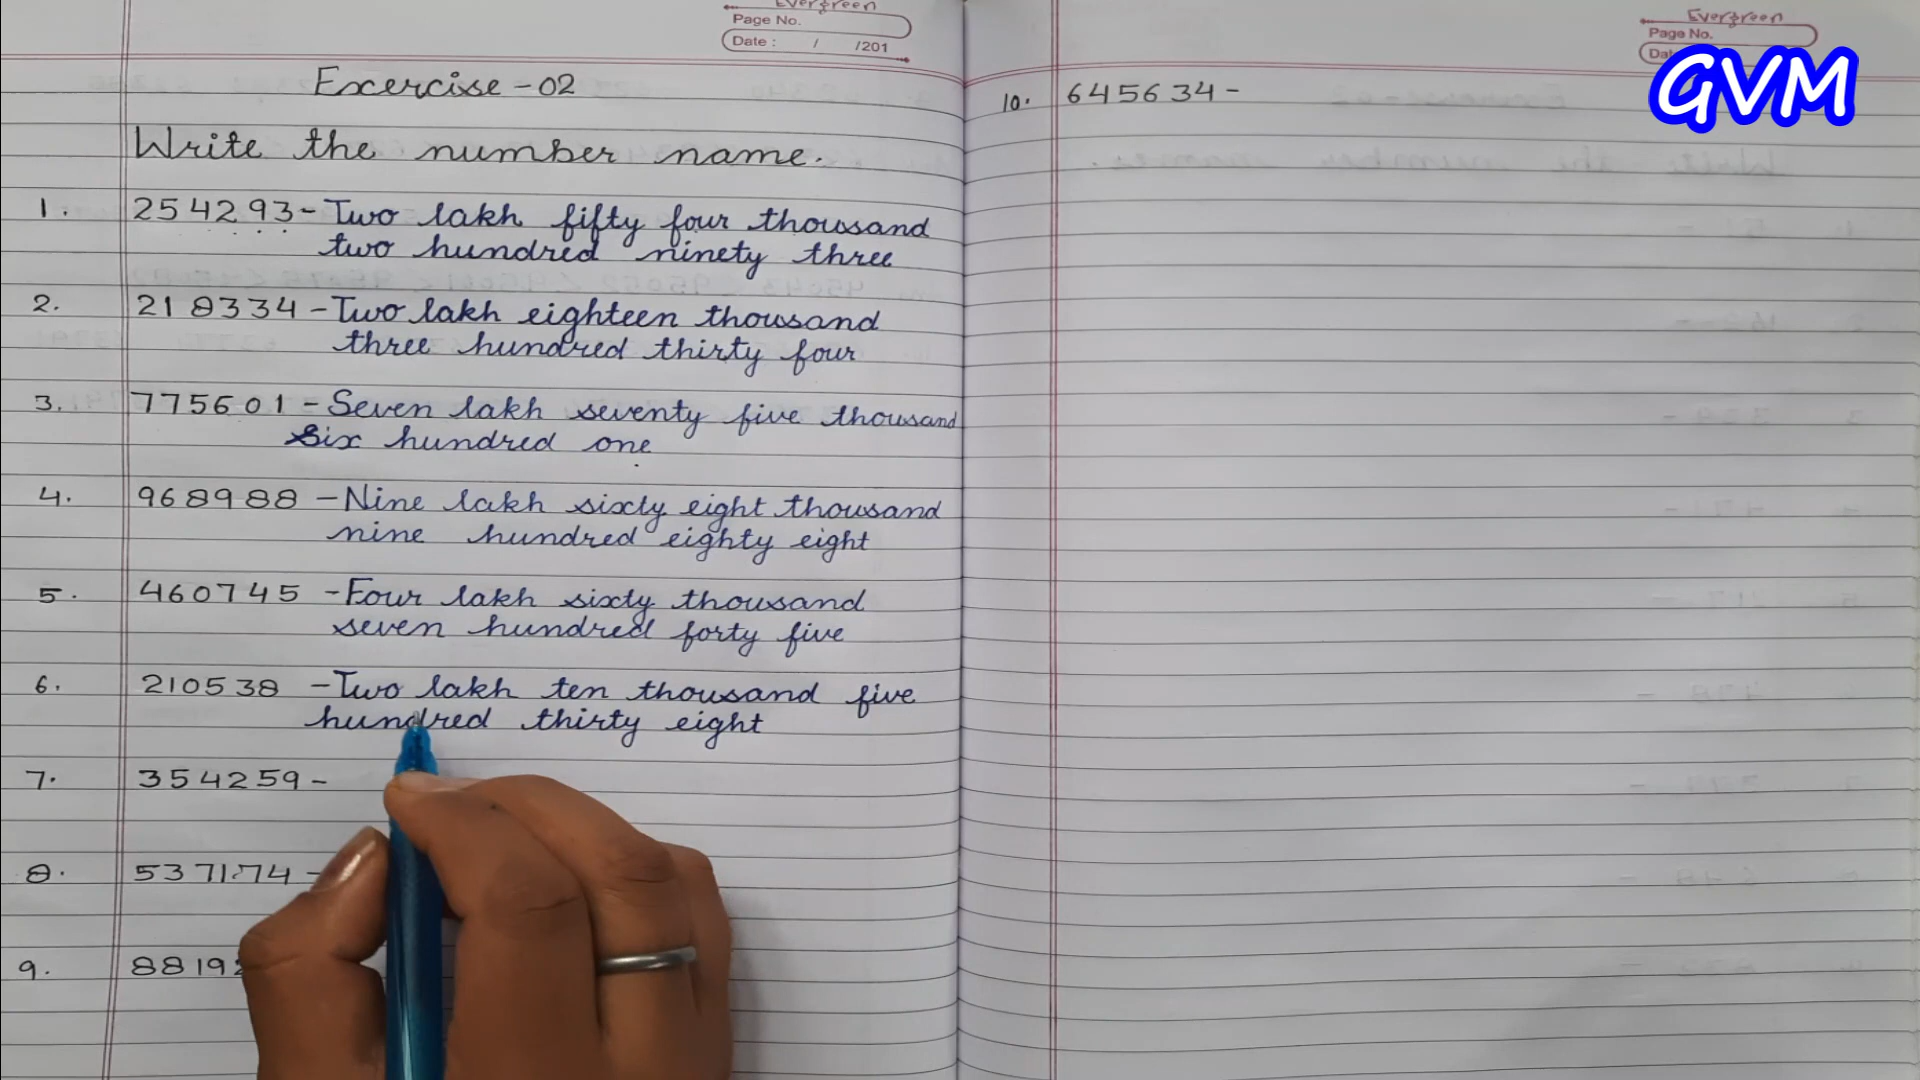 Evergreen
Page No.
Date : / /201
Excercise - 02
Write the number name.
1. 254293 - Two lakh fifty four thousand
two hundred ninety three
2. 218334 - Two lakh eighteen thousand
three hundred thirty four
3. 775601 - Seven lakh seventy five thousand
six hundred one
4. 968988 - Nine lakh sixty eight thousand
nine hundred eighty eight
5. 460745 - Four lakh sixty thousand
seven hundred forty five
6. 210538 - Two lakh ten thousand five
hundred thirty eight
7. 354259 -
8. 537174 -
9. 8819
Evergreen
Page No.
GVM
10. 645634 -